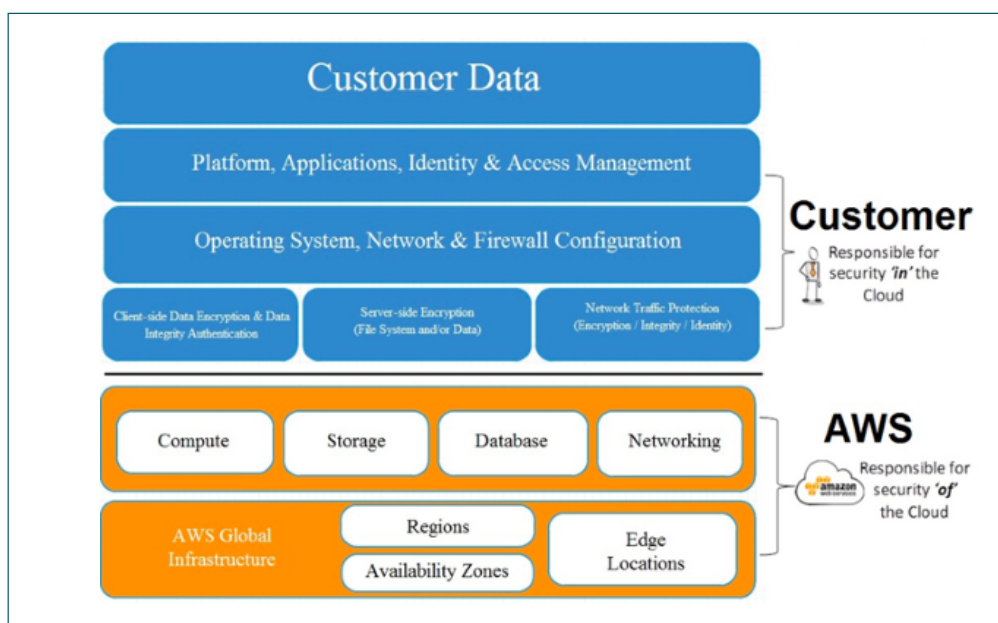 Customer Data
Platform, Applications, Identity & Access Management
Operating System, Network & Firewall Configuration
Client-side Data Encryption & Data
Integrity Authentication
Server-side Encryption
(File System and/or Data)
Network Traffic Protection
(Encryption / Integrity / Identity)
Customer
Responsible for
security 'in' the
Cloud
Compute
Storage
Database
Networking
AWS Global
Infrastructure
Regions
Availability Zones
Edge
Locations
AWS
amazon
web services
Responsible for
security 'of'
the Cloud